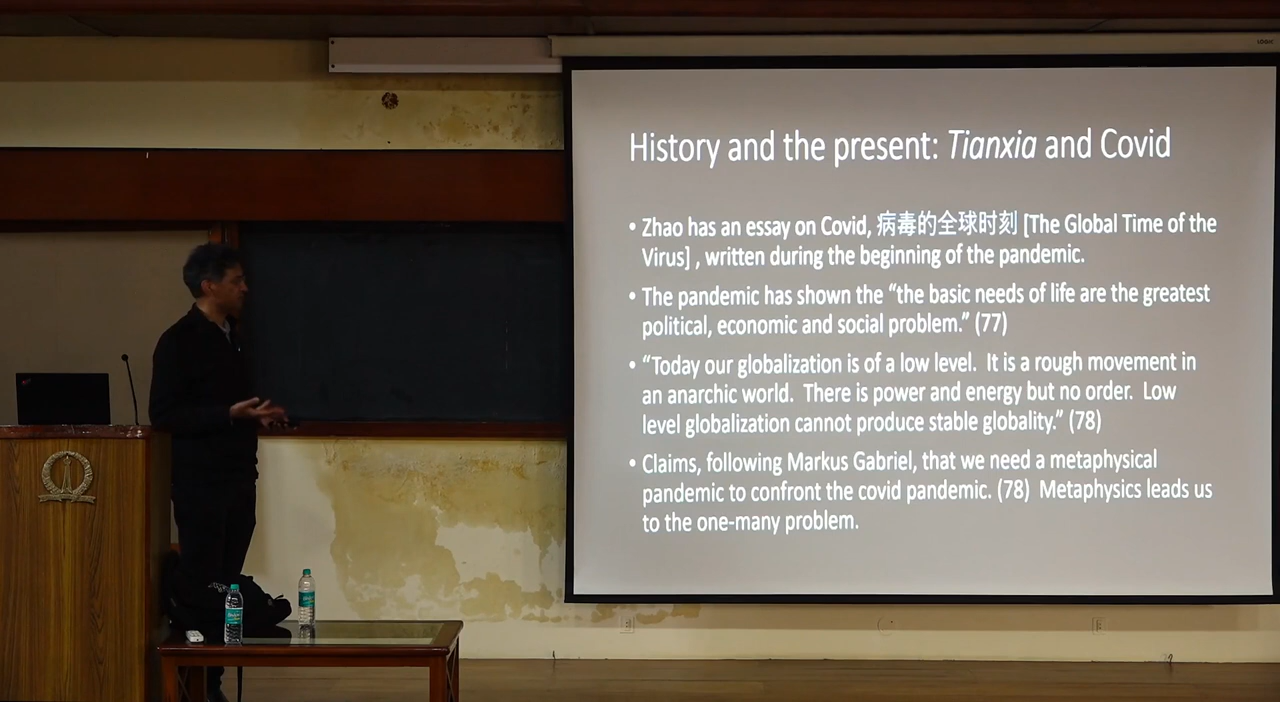 LOGIC
History and the present: Tianxia and Covid
• Zhao has an essay on Covid, 病毒的全球时刻 [The Global Time of the
Virus] , written during the beginning of the pandemic.
• The pandemic has shown the “the basic needs of life are the greatest
political, economic and social problem.” (77)
• “Today our globalization is of a low level. It is a rough movement in
an anarchic world. There is power and energy but no order. Low
level globalization cannot produce stable globality.” (78)
• Claims, following Markus Gabriel, that we need a metaphysical
pandemic to confront the covid pandemic. (78) Metaphysics leads us
to the one-many problem.